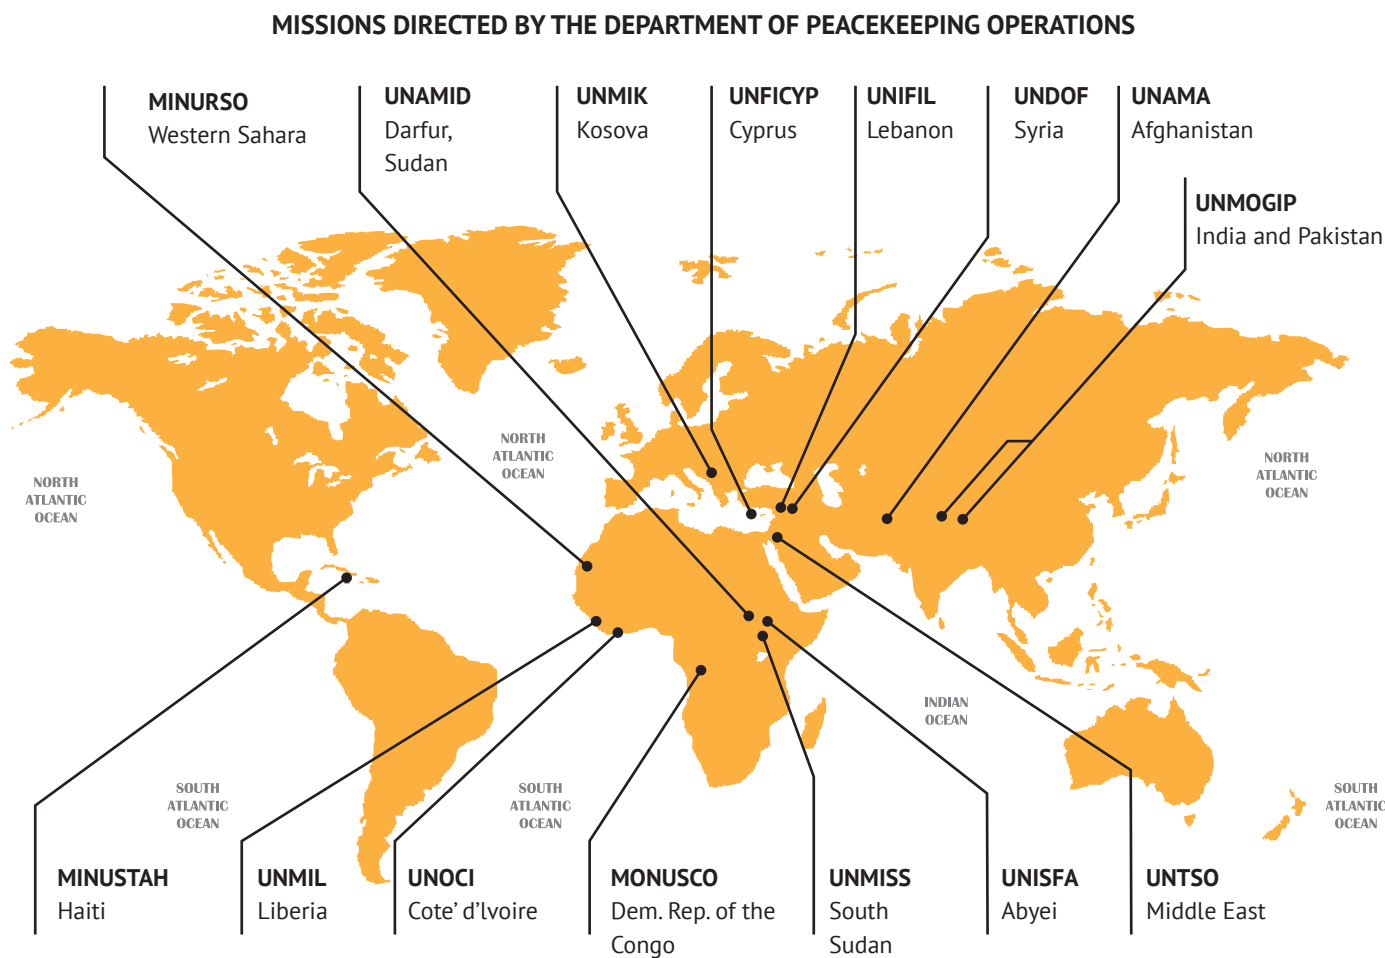 MISSIONS DIRECTED BY THE DEPARTMENT OF PEACEKEEPING OPERATIONS
MINURSO
Western Sahara
UNAMID
Darfur,
Sudan
UNMIK
Kosova
UNFICYP
Cyprus
UNIFIL
Lebanon
UNDOF
Syria
UNAMA
Afghanistan
UNMOGIP
India and Pakistan
NORTH
ATLANTIC
OCEAN
NORTH
ATLANTIC
OCEAN
NORTH
ATLANTIC
OCEAN
INDIAN
OCEAN
SOUTH
ATLANTIC
OCEAN
SOUTH
ATLANTIC
OCEAN
SOUTH
ATLANTIC
OCEAN
MINUSTAH
Haiti
UNMIL
Liberia
UNOCI
Cote’ d’lvoire
MONUSCO
Dem. Rep. of the
Congo
UNMISS
South
Sudan
UNISFA
Abyei
UNTSO
Middle East